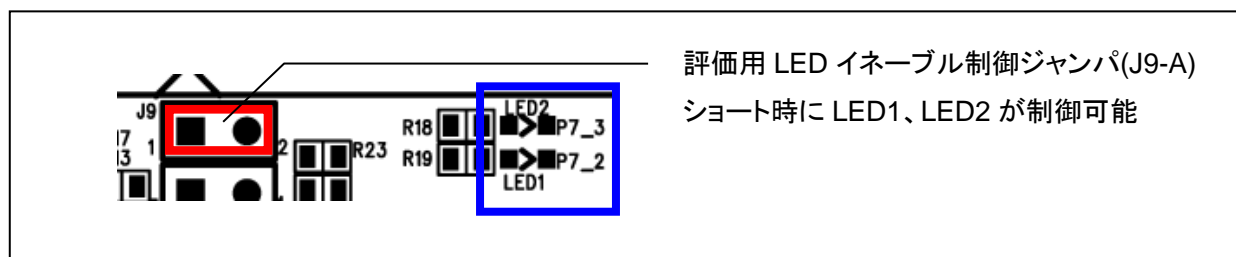 評価用 LED イネーブル制御ジャンパ(J9-A)
ショート時に LED1、LED2 が制御可能
J9
LED2
R18
P7_3
1
2
R23
R19
P7_2
LED1